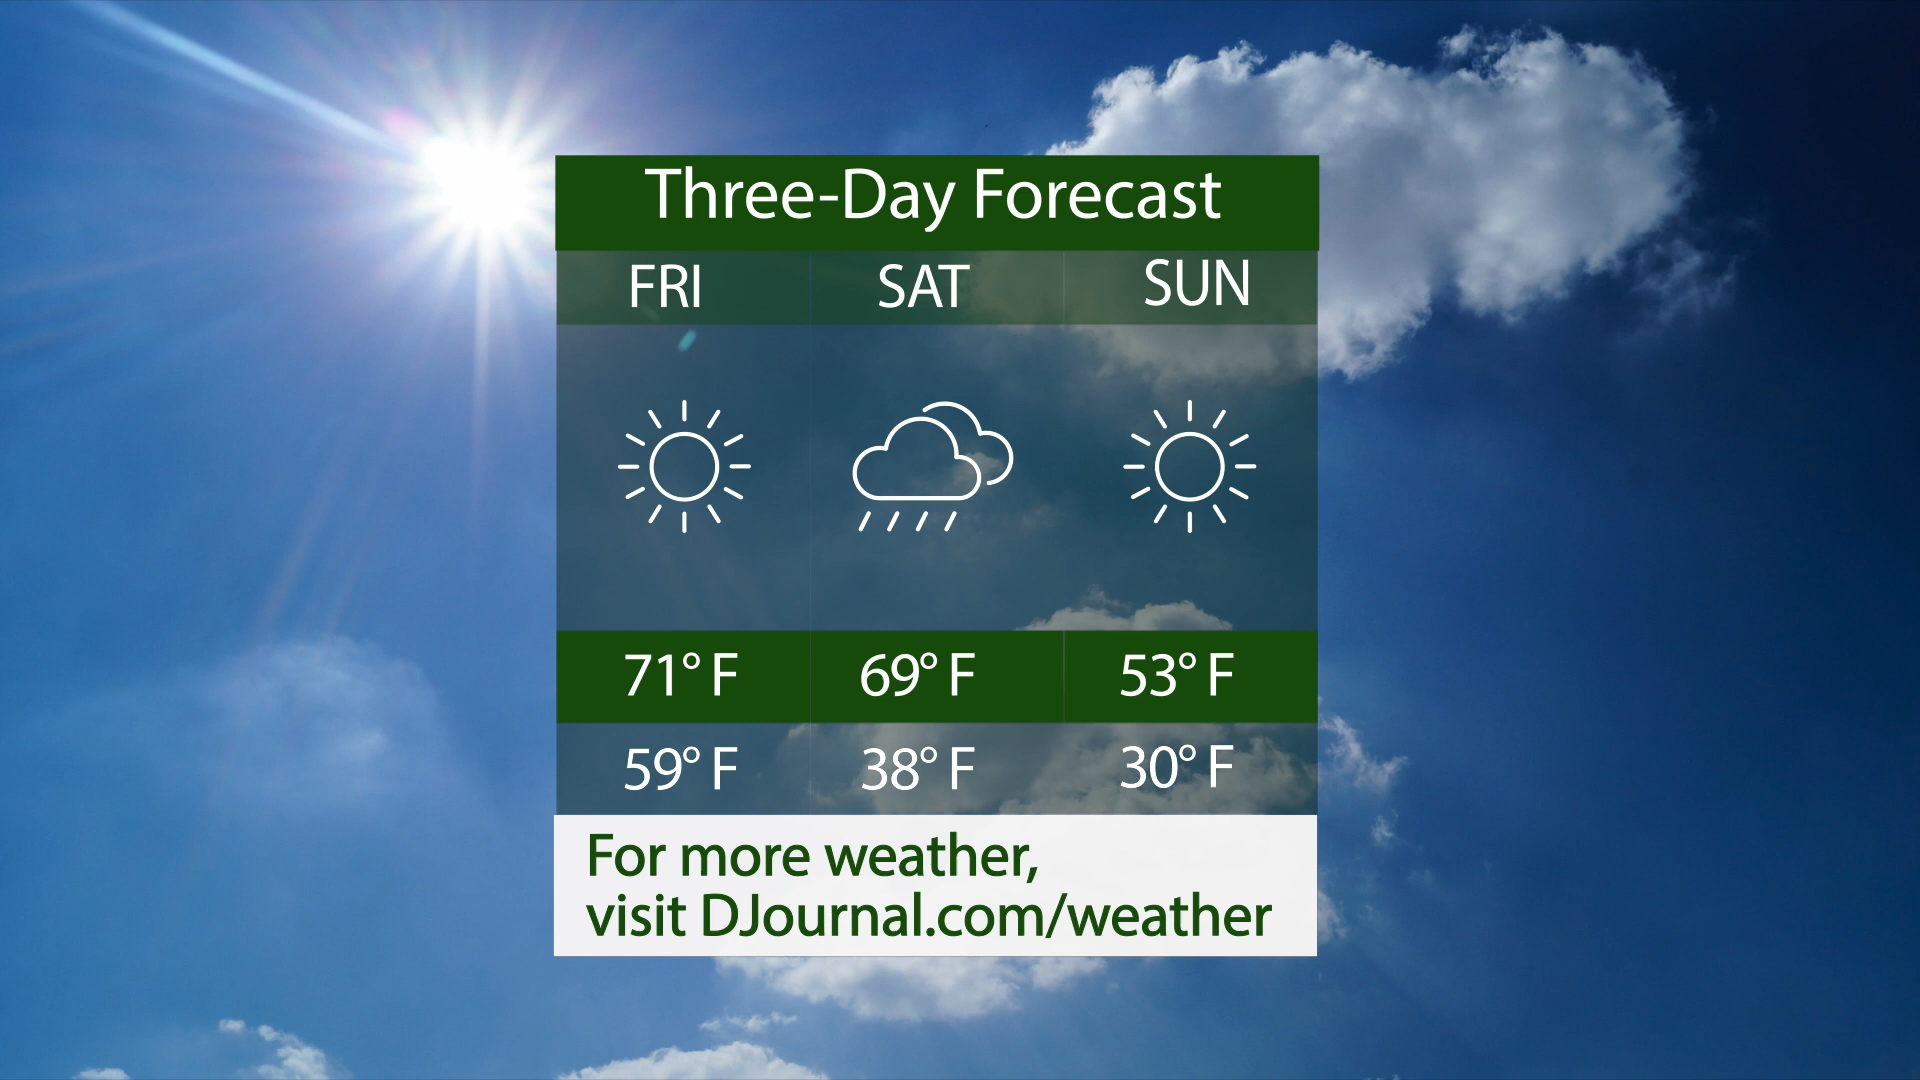 Three-Day Forecast
FRI SAT SUN
71° F 69° F 53° F
59° F 38° F 30° F
For more weather,
visit DJournal.com/weather